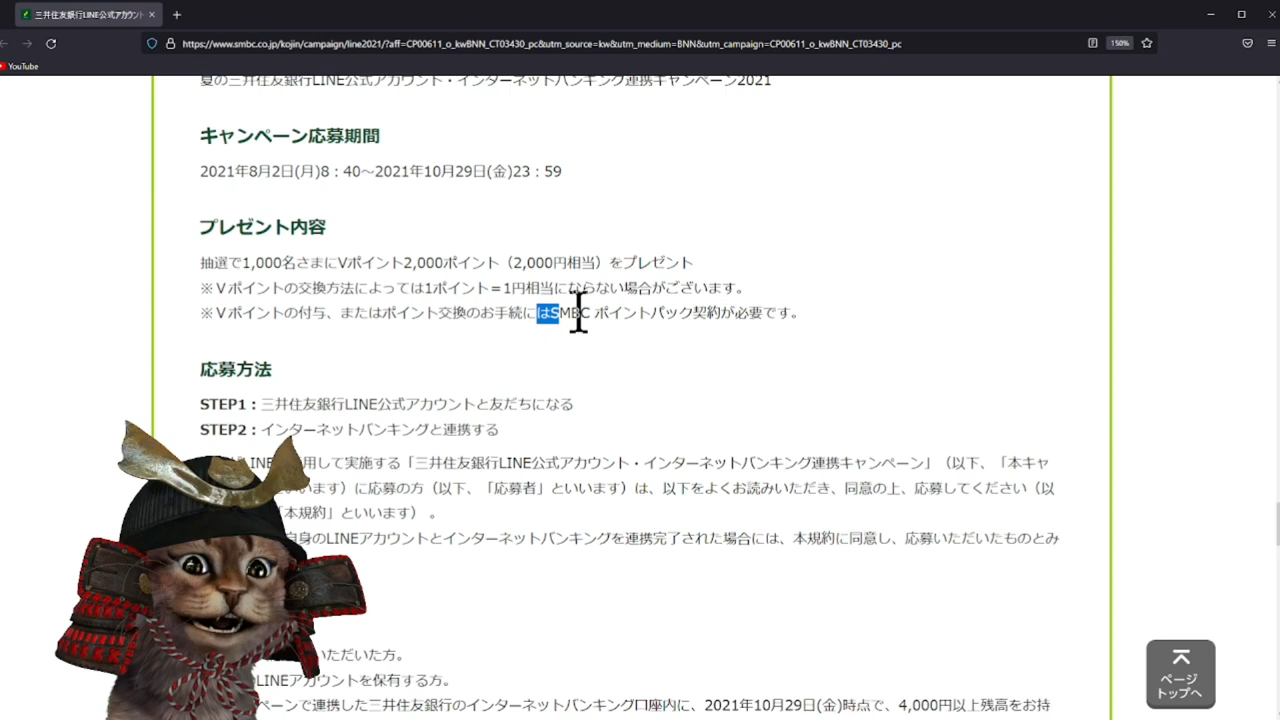 三井住友銀行LINE公式アカウント
https://www.smbc.co.jp/kojin/campaign/line2021/?aff=CP00611_o_kwBNN_CT03430_pc&utm_source=kw&utm_medium=BNN&utm_campaign=CP00611_o_kwBNN_CT03430_pc
150%
YouTube
夏の三井住友銀行LINE公式アカウント・インターネットバンキング連携キャンペーン2021
キャンペーン応募期間
2021年8月2日(月)8：40～2021年10月29日(金)23：59
プレゼント内容
抽選で1,000名さまにVポイント2,000ポイント（2,000円相当）をプレゼント
※Ｖポイントの交換方法によっては1ポイント＝1円相当にならない場合がございます。
※Ｖポイントの付与、またはポイント交換のお手続にはSMBC ポイントパック契約が必要です。
応募方法
STEP1：三井住友銀行LINE公式アカウントと友だちになる
STEP2：インターネットバンキングと連携する
LINE 用して実施する「三井住友銀行LINE公式アカウント・インターネットバンキング連携キャンペーン」（以下、「本キャ
います）に応募の方（以下、「応募者」といいます）は、以下をよくお読みいただき、同意の上、応募してください（以
「本規約」といいます） 。
自身のLINEアカウントとインターネットバンキングを連携完了された場合には、本規約に同意し、応募いただいたものとみ
いただいた方。
LINEアカウントを保有する方。
ペーンで連携した三井住友銀行のインターネットバンキング口座内に、2021年10月29日(金)時点で、4,000円以上残高をお持
ページ
トップへ